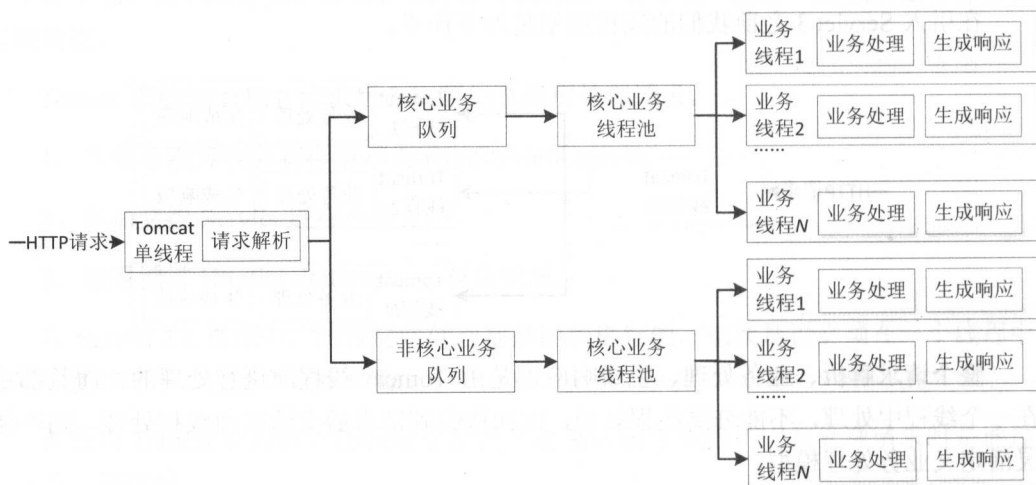 业务
线程1
业务处理
生成响应
核心业务
队列
核心业务
线程池
业务
线程2
业务处理
生成响应
......
业务
线程N
业务处理
生成响应
HTTP请求
Tomcat
单线程
请求解析
业务
线程1
业务处理
生成响应
非核心业务
队列
核心业务
线程池
业务
线程2
业务处理
生成响应
......
业务
线程N
业务处理
生成响应